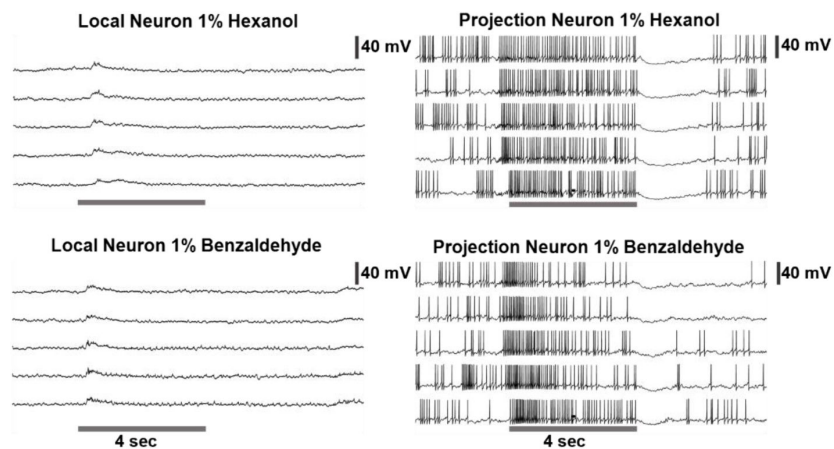 Local Neuron 1% Hexanol
40 mV
Projection Neuron 1% Hexanol
40 mV
Local Neuron 1% Benzaldehyde
40 mV
4 sec
Projection Neuron 1% Benzaldehyde
40 mV
4 sec